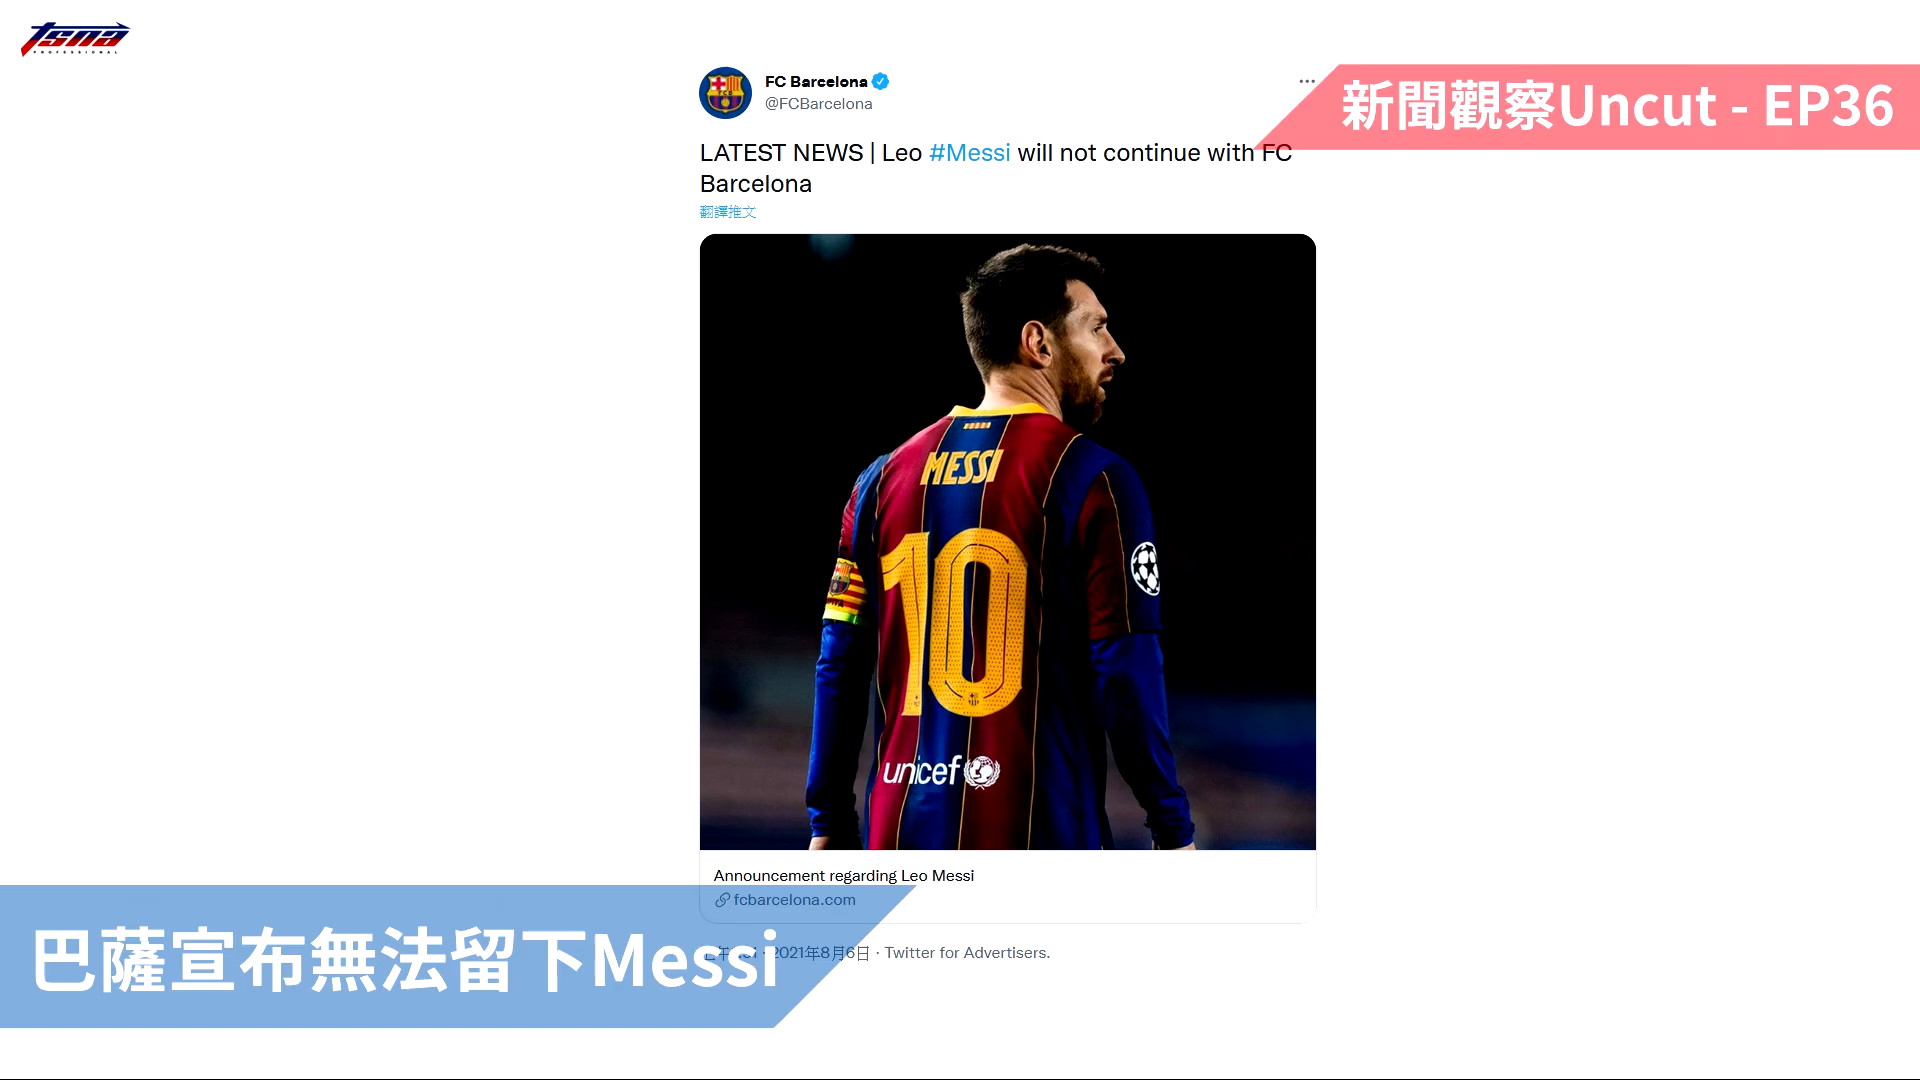 tsna
PROFESSIONAL
FC Barcelona
@FCBarcelona
新聞觀察Uncut - EP36
LATEST NEWS | Leo #Messi will not continue with FC
Barcelona
翻譯推文
MESSI
10
unicef
Announcement regarding Leo Messi
fcbarcelona.com
巴薩宣布無法留下Messi
2021年8月6日 · Twitter for Advertisers.